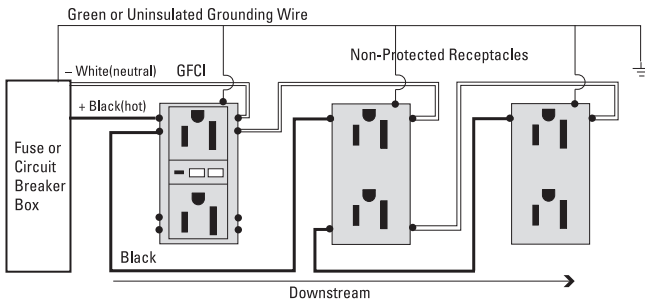 Green or Uninsulated Grounding Wire
– White(neutral)
GFCI
Non-Protected Receptacles
+ Black(hot)
Fuse or
Circuit
Breaker
Box
Black
Downstream